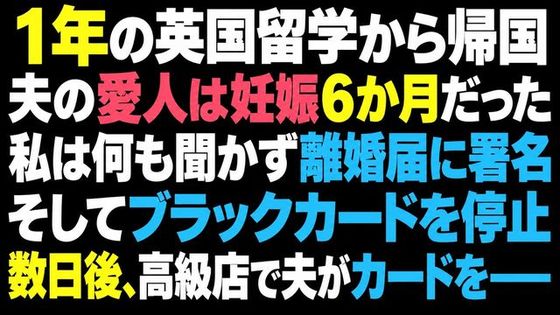 1年の英国留学から帰国
夫の愛人は妊娠6か月だった
私は何も聞かず離婚届に署名
そしてブラックカードを停止
数日後、高級店で夫がカードを――